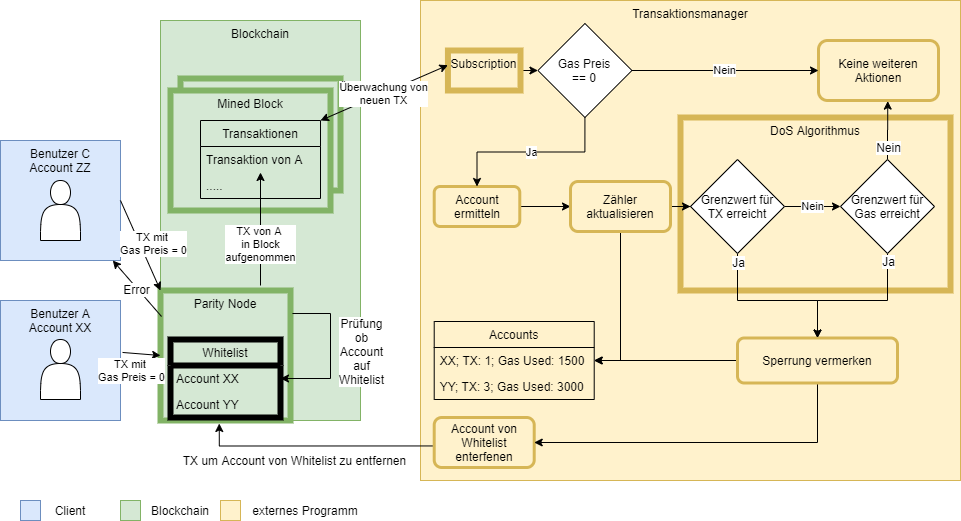 Transaktionsmanager
Blockchain
Subscription
Gas Preis
== 0
Nein
Keine weiteren
Aktionen
Überwachung von
neuen TX
Mined Block
Transaktionen
Transaktion von A
.....
DoS Algorithmus
Ja
Nein
Benutzer C
Account ZZ
Account
ermitteln
Zähler
aktualisieren
Grenzwert für
TX erreicht
Nein
Grenzwert für
Gas erreicht
TX mit
Gas Preis = 0
TX von A
in Block
aufgenommen
Ja
Ja
Error
Parity Node
Benutzer A
Account XX
Prüfung
ob
Account
auf
Whitelist
Accounts
XX; TX: 1; Gas Used: 1500
YY; TX: 3; Gas Used: 3000
Sperrung vermerken
Whitelist
Account XX
Account YY
TX mit
Gas Preis = 0
Account von
Whitelist
enterfenen
TX um Account von Whitelist zu entfernen
Client
Blockchain
externes Programm